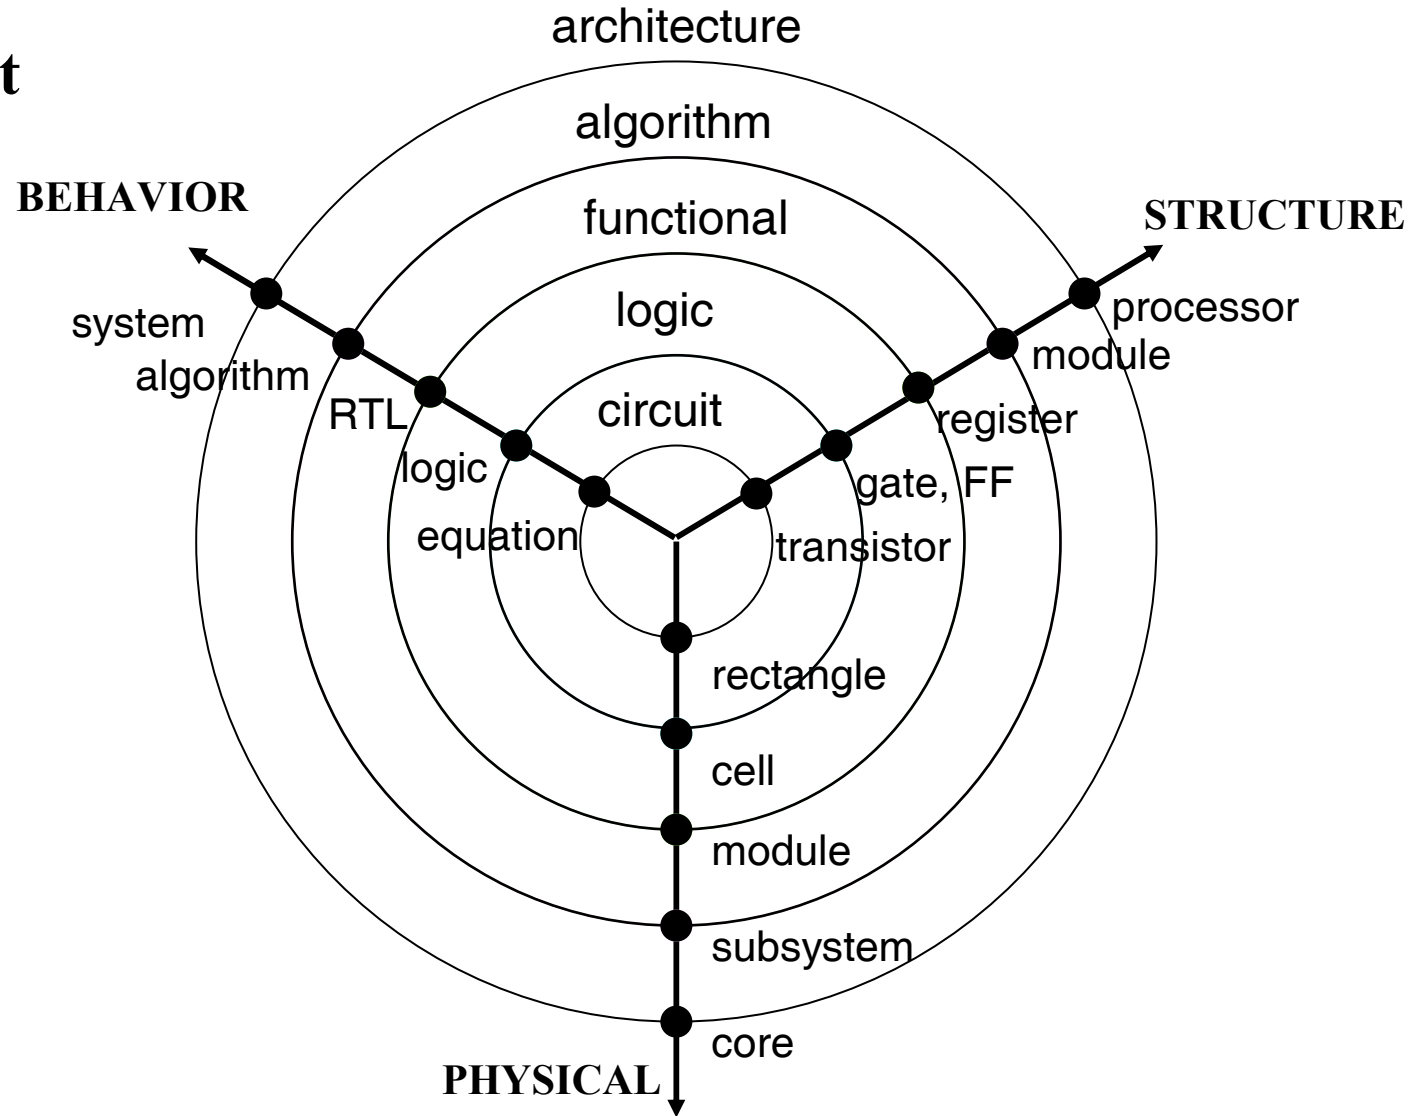 architecture
t
algorithm
BEHAVIOR
STRUCTURE
functional
system
processor
logic
algorithm
module
RTL
circuit
register
logic
gate, FF
equation
transistor
rectangle
cell
module
subsystem
core
PHYSICAL